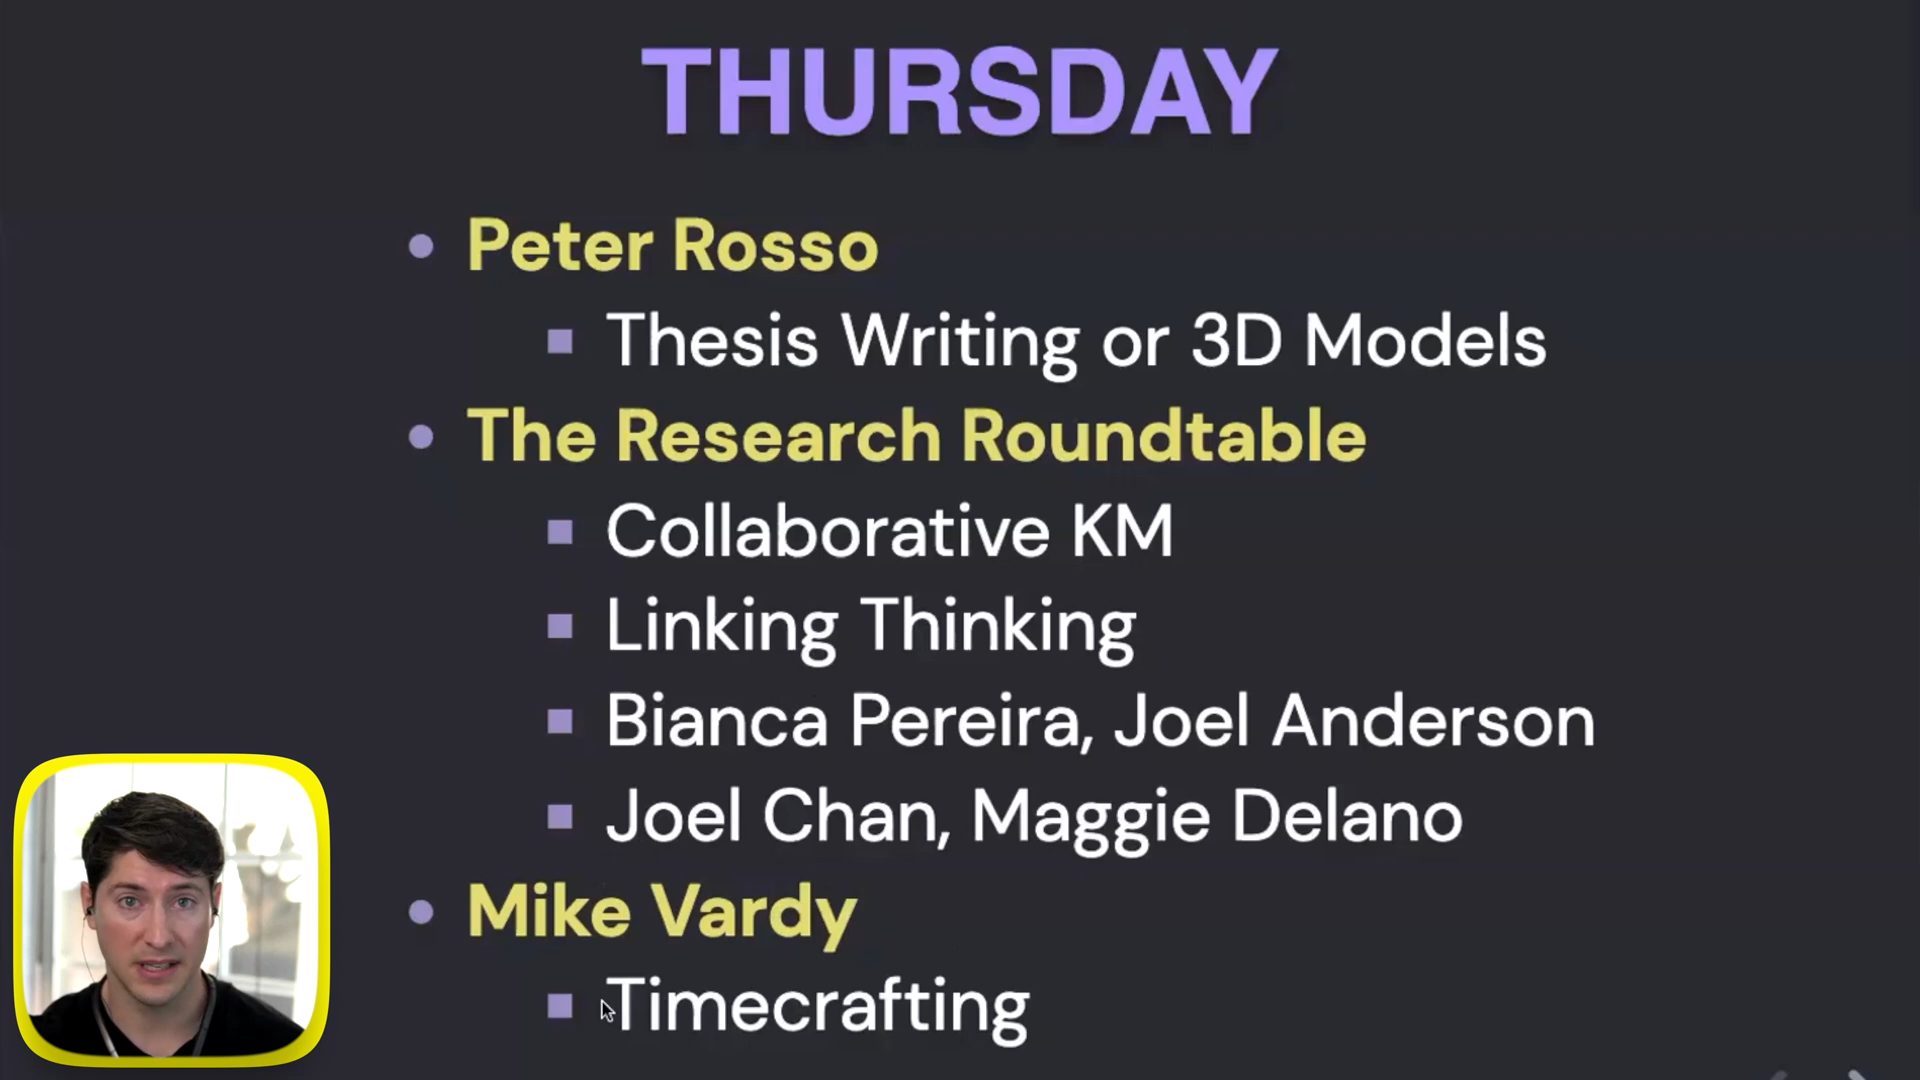 THURSDAY
Peter Rosso
Thesis Writing or 3D Models
The Research Roundtable
Collaborative KM
Linking Thinking
Bianca Pereira, Joel Anderson
Joel Chan, Maggie Delano
Mike Vardy
Timecrafting